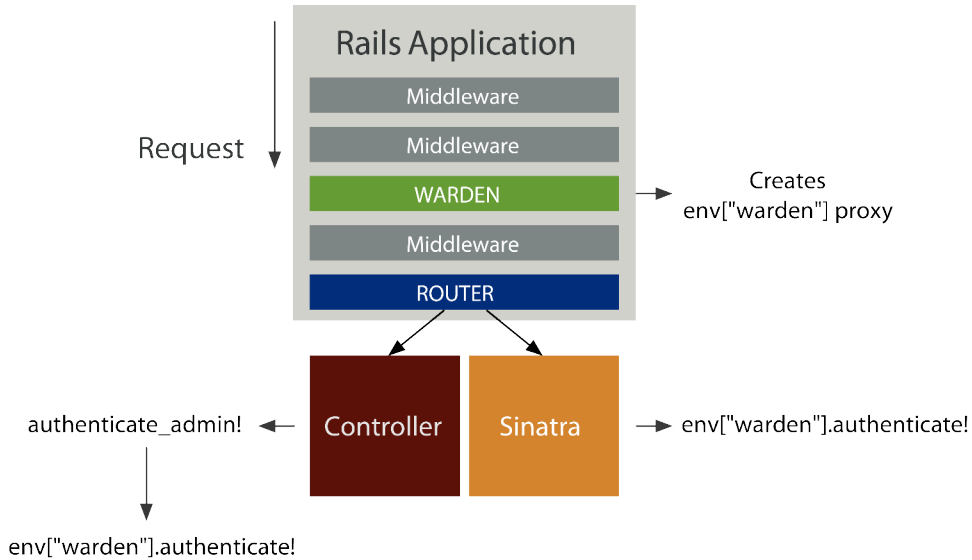 Rails Application
Middleware
Request
Middleware
WARDEN
Creates
env["warden"] proxy
Middleware
ROUTER
authenticate_admin!
Controller
Sinatra
env["warden"].authenticate!
env["warden"].authenticate!